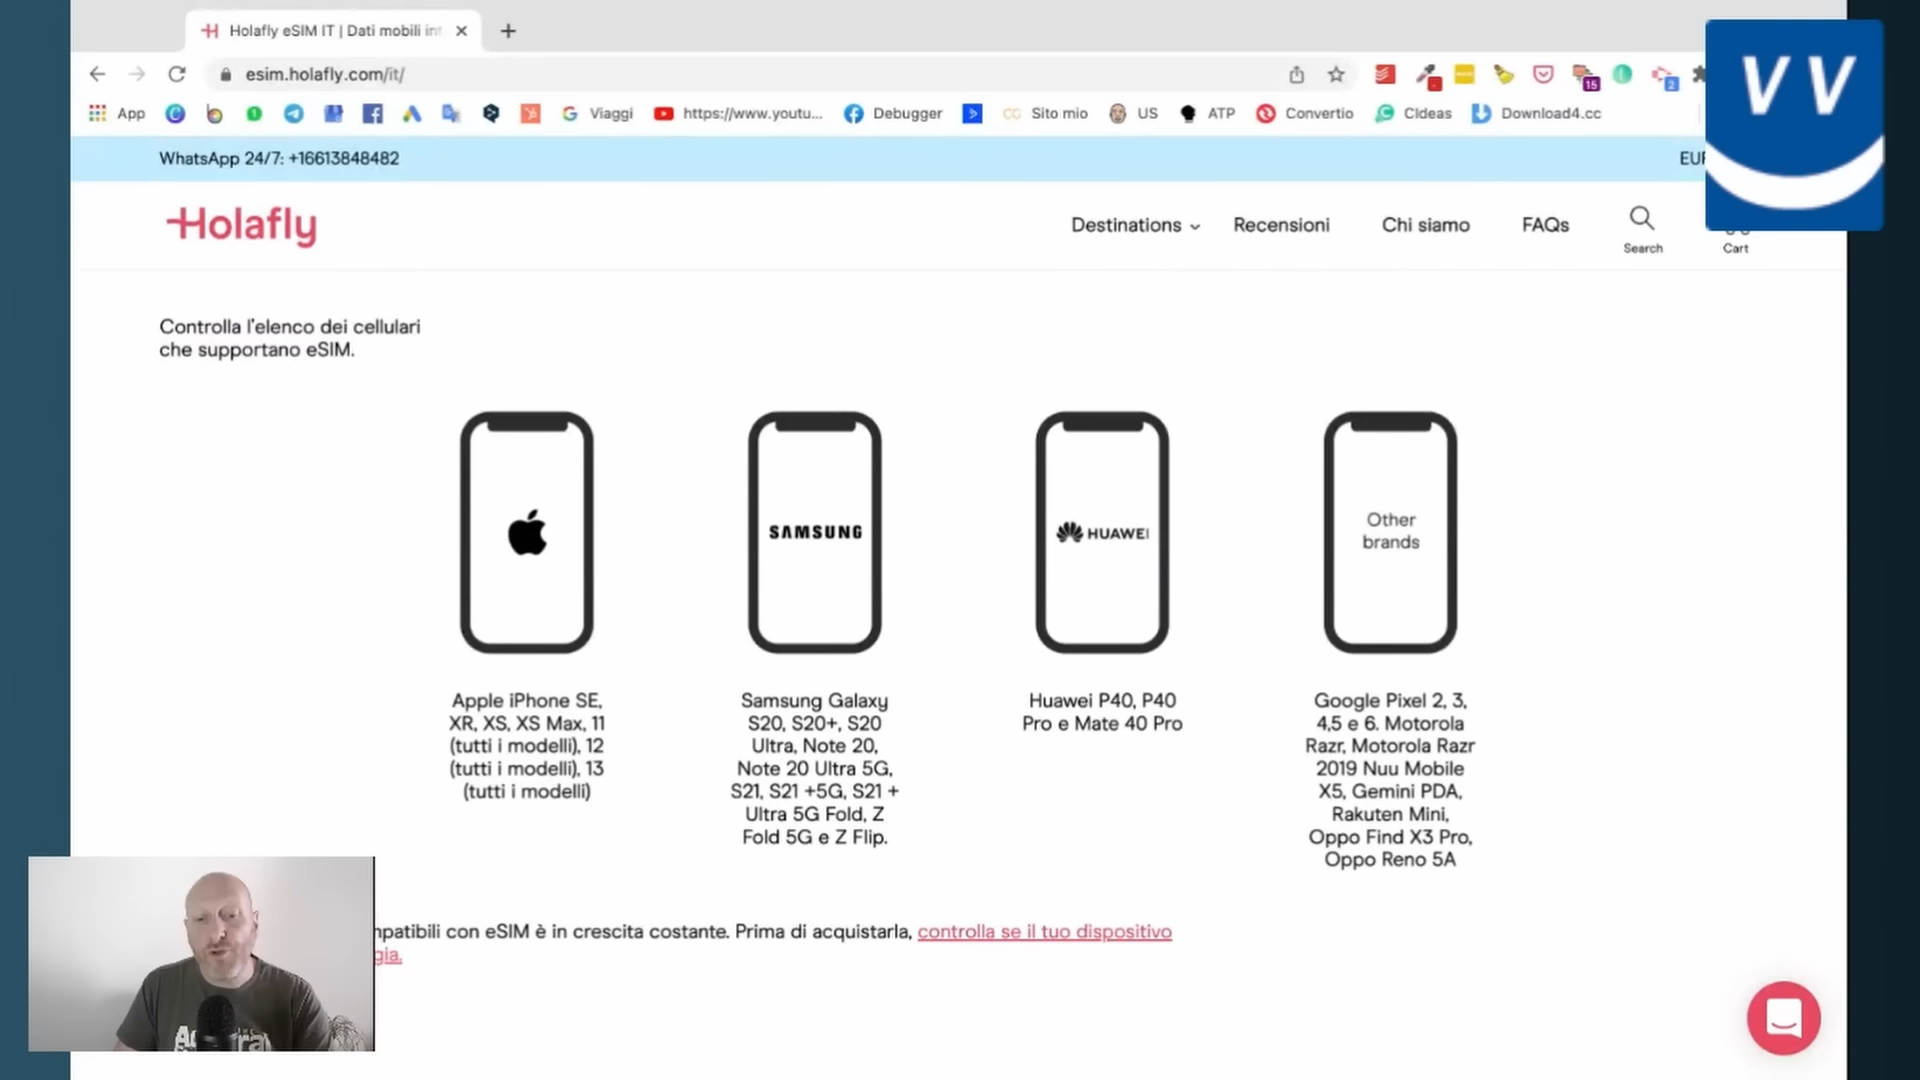 Holafly eSIM IT | Dati mobili in
esim.holafly.com/it/
15
2
App
Viaggi
https://www.youtu...
Debugger
CC
Sito mio
US
ATP
Convertio
CIdeas
Download4.cc
VV
WhatsApp 24/7: +16613848482
EUR
Holafly
Destinations
Recensioni
Chi siamo
FAQs
Search
Cart
Controlla l'elenco dei cellulari
che supportano eSIM.
SAMSUNG
HUAWEI
Other
brands
Apple iPhone SE,
XR, XS, XS Max, 11
(tutti i modelli), 12
(tutti i modelli), 13
(tutti i modelli)
Samsung Galaxy
S20, S20+, S20
Ultra, Note 20,
Note 20 Ultra 5G,
S21, S21 +5G, S21 +
Ultra 5G Fold, Z
Fold 5G e Z Flip.
Huawei P40, P40
Pro e Mate 40 Pro
Google Pixel 2, 3,
4,5 e 6. Motorola
Razr, Motorola Razr
2019 Nuu Mobile
X5, Gemini PDA,
Rakuten Mini,
Oppo Find X3 Pro,
Oppo Reno 5A
mpatibili con eSIM è in crescita costante. Prima di acquistarla, controlla se il tuo dispositivo
gia.